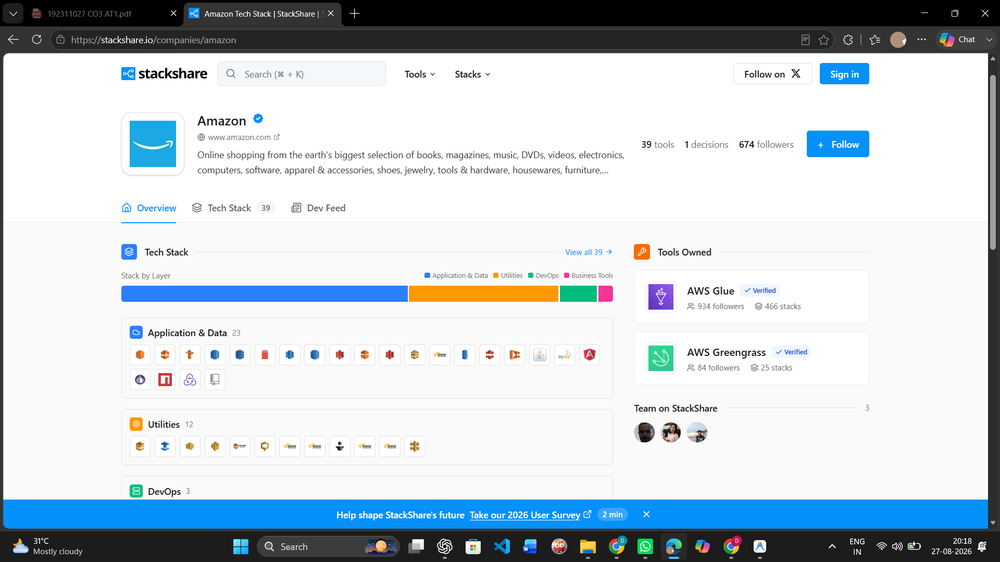 192311027 CO3 AT1.pdf
Amazon Tech Stack | StackShare |
https://stackshare.io/companies/amazon
Chat
stackshare
Search (⌘ + K)
Tools
Stacks
Follow on X
Sign in
Amazon
www.amazon.com
Online shopping from the earth's biggest selection of books, magazines, music, DVDs, videos, electronics,
computers, software, apparel & accessories, shoes, jewelry, tools & hardware, housewares, furniture,...
39 tools 1 decisions 674 followers
+ Follow
Overview
Tech Stack 39
Dev Feed
Tech Stack
View all 39 →
Stack by Layer
Application & Data Utilities DevOps Business Tools
Application & Data 23
MySQL
Utilities 12
DevOps 3
Tools Owned
AWS Glue Verified
934 followers 466 stacks
AWS Greengrass Verified
84 followers 25 stacks
Team on StackShare 3
Help shape StackShare's future Take our 2026 User Survey 2 min
31°C
Mostly cloudy
Search
ENG
IN
20:18
27-08-2026